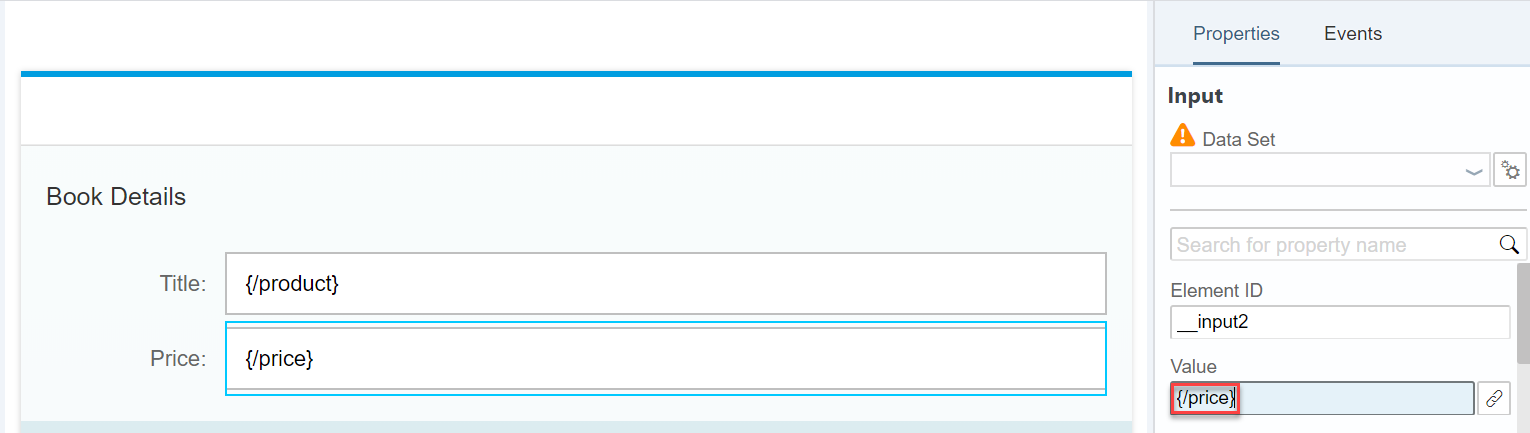 Book Details
Title: {/product}
Price: {/price}
Properties Events
Input
Data Set
Search for property name
Element ID
__input2
Value
{/price}